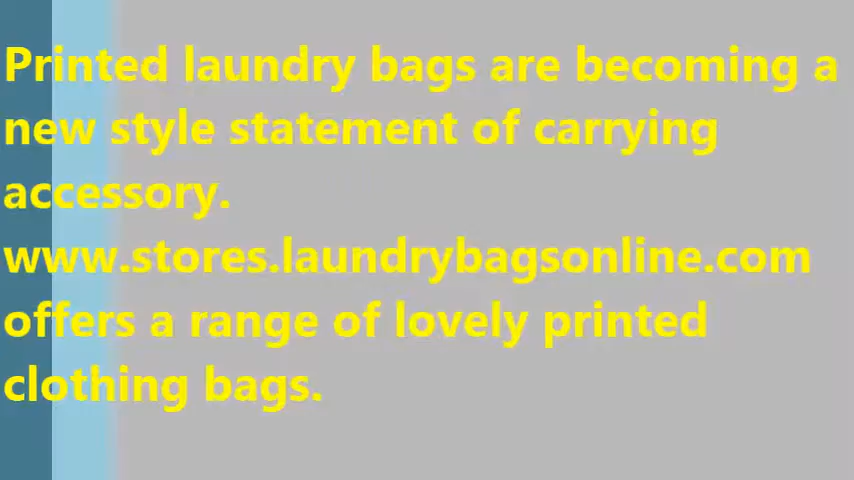 Printed laundry bags are becoming a
new style statement of carrying
accessory.
www.stores.laundrybagsonline.com
offers a range of lovely printed
clothing bags.